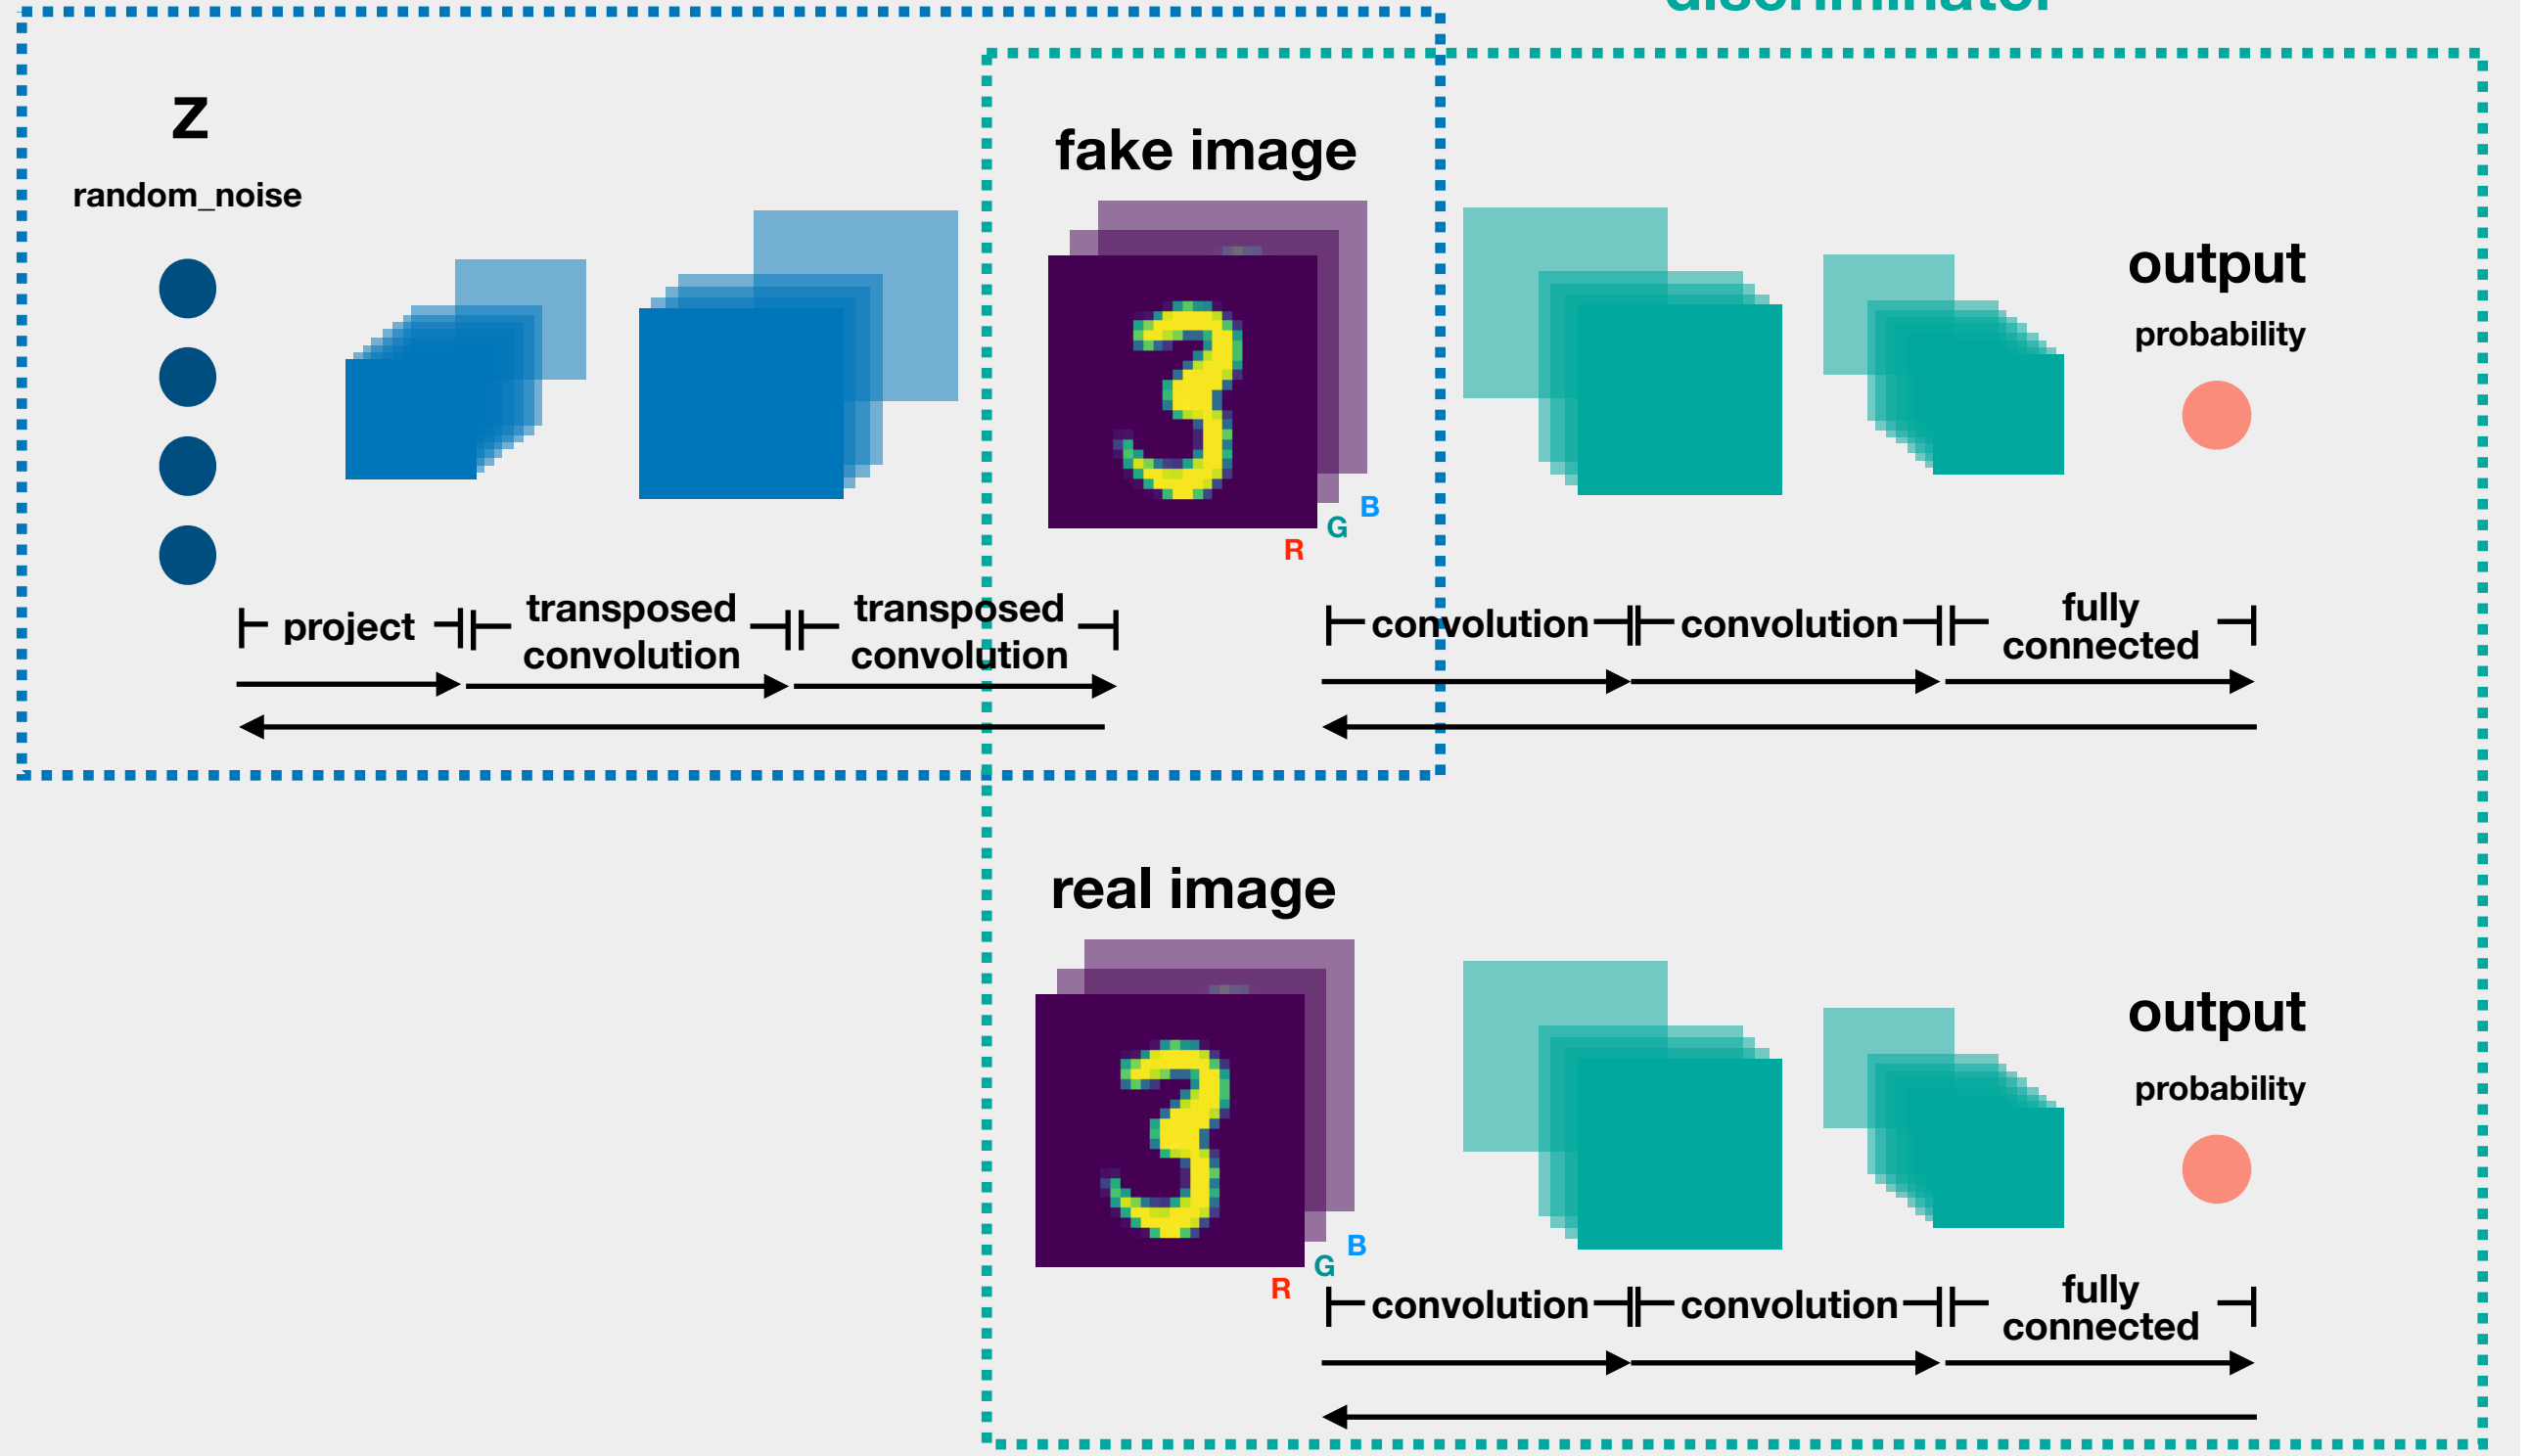 discriminator
Z
random_noise
fake image
R
G
B
output
probability
project
transposed
convolution
transposed
convolution
convolution
convolution
fully
connected
real image
R
G
B
output
probability
convolution
convolution
fully
connected